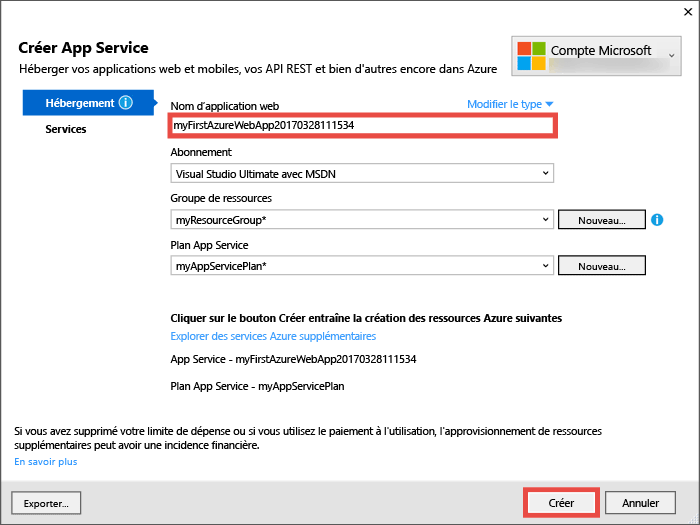 Créer App Service
Héberger vos applications web et mobiles, vos API REST et bien d'autres encore dans Azure
Compte Microsoft
Hébergement
Services
Nom d'application web
Modifier le type
myFirstAzureWebApp20170328111534
Abonnement
Visual Studio Ultimate avec MSDN
Groupe de ressources
myResourceGroup*
Nouveau...
Plan App Service
myAppServicePlan*
Nouveau...
Cliquer sur le bouton Créer entraîne la création des ressources Azure suivantes
Explorer des services Azure supplémentaires
App Service - myFirstAzureWebApp20170328111534
Plan App Service - myAppServicePlan
Si vous avez supprimé votre limite de dépense ou si vous utilisez le paiement à l'utilisation, l'approvisionnement de ressources
supplémentaires peut avoir une incidence financière.
En savoir plus
Exporter...
Créer
Annuler